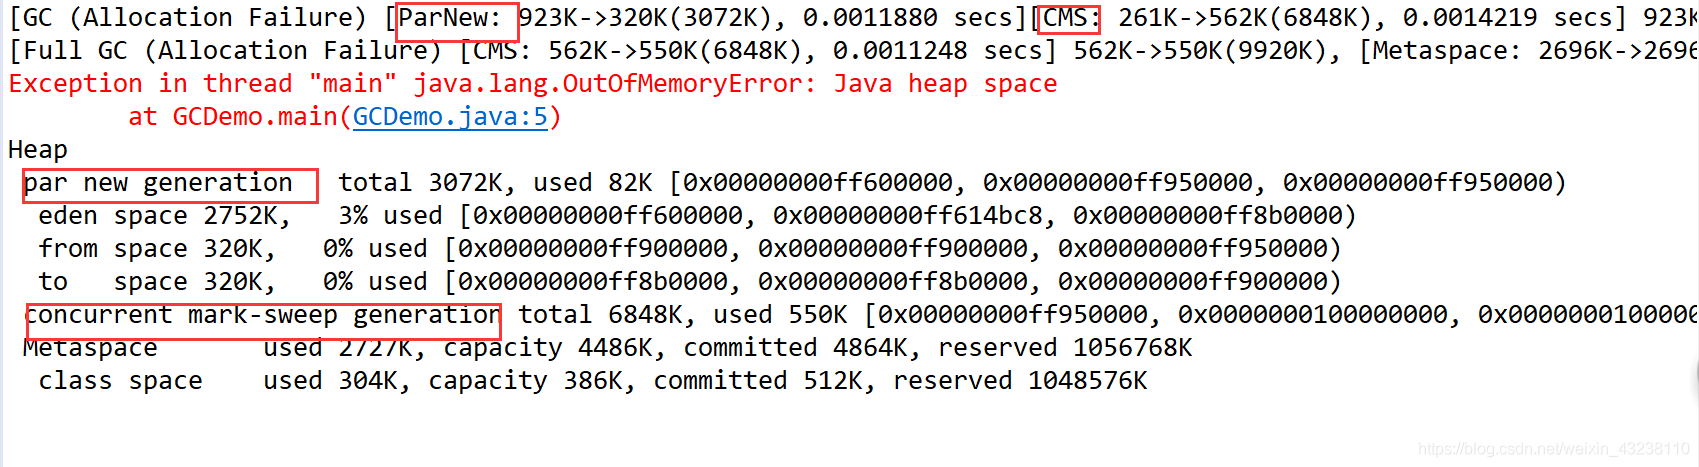 [GC (Allocation Failure) [ParNew: 923K->320K(3072K), 0.0011880 secs][CMS: 261K->562K(6848K), 0.0014219 secs] 923K
[Full GC (Allocation Failure) [CMS: 562K->550K(6848K), 0.0011248 secs] 562K->550K(9920K), [Metaspace: 2696K->2696
Exception in thread "main" java.lang.OutOfMemoryError: Java heap space
at GCDemo.main(GCDemo.java:5)
Heap
par new generation total 3072K, used 82K [0x00000000ff600000, 0x00000000ff950000, 0x00000000ff950000)
eden space 2752K, 3% used [0x00000000ff600000, 0x00000000ff614bc8, 0x00000000ff8b0000)
from space 320K, 0% used [0x00000000ff900000, 0x00000000ff900000, 0x00000000ff950000)
to space 320K, 0% used [0x00000000ff8b0000, 0x00000000ff8b0000, 0x00000000ff900000)
concurrent mark-sweep generation total 6848K, used 550K [0x00000000ff950000, 0x0000000100000000, 0x0000000100000
Metaspace used 2727K, capacity 4486K, committed 4864K, reserved 1056768K
class space used 304K, capacity 386K, committed 512K, reserved 1048576K
https://blog.csdn.net/weixin_43238110